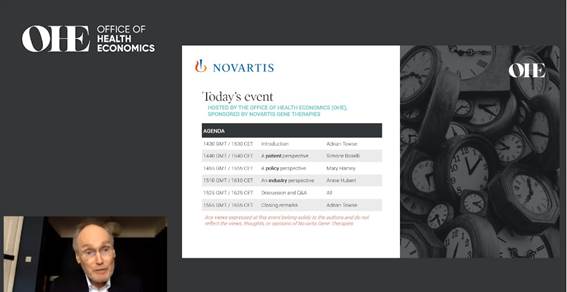 OHE
OFFICE OF
HEALTH
ECONOMICS
NOVARTIS
OHE
Today's event
HOSTED BY THE OFFICE OF HEALTH ECONOMICS (OHE),
SPONSORED BY NOVARTIS GENE THERAPIES
AGENDA
1430 GMT / 1530 CET Introduction Adrian Towse
1440 GMT / 1540 CET A patient perspective Simone Boselli
GMT / CET A policy perspective Mary Harney
1510 GMT / 1610 CET An industry perspective Anne Hubert
1525 GMT / 1625 CET Discussion and Q&A All
GMT / CET Closing remarks Adrian Towse
Any views expressed at this event belong solely to the authors and do not
reflect the views, thoughts or opinions of Novartis Gene Therapies